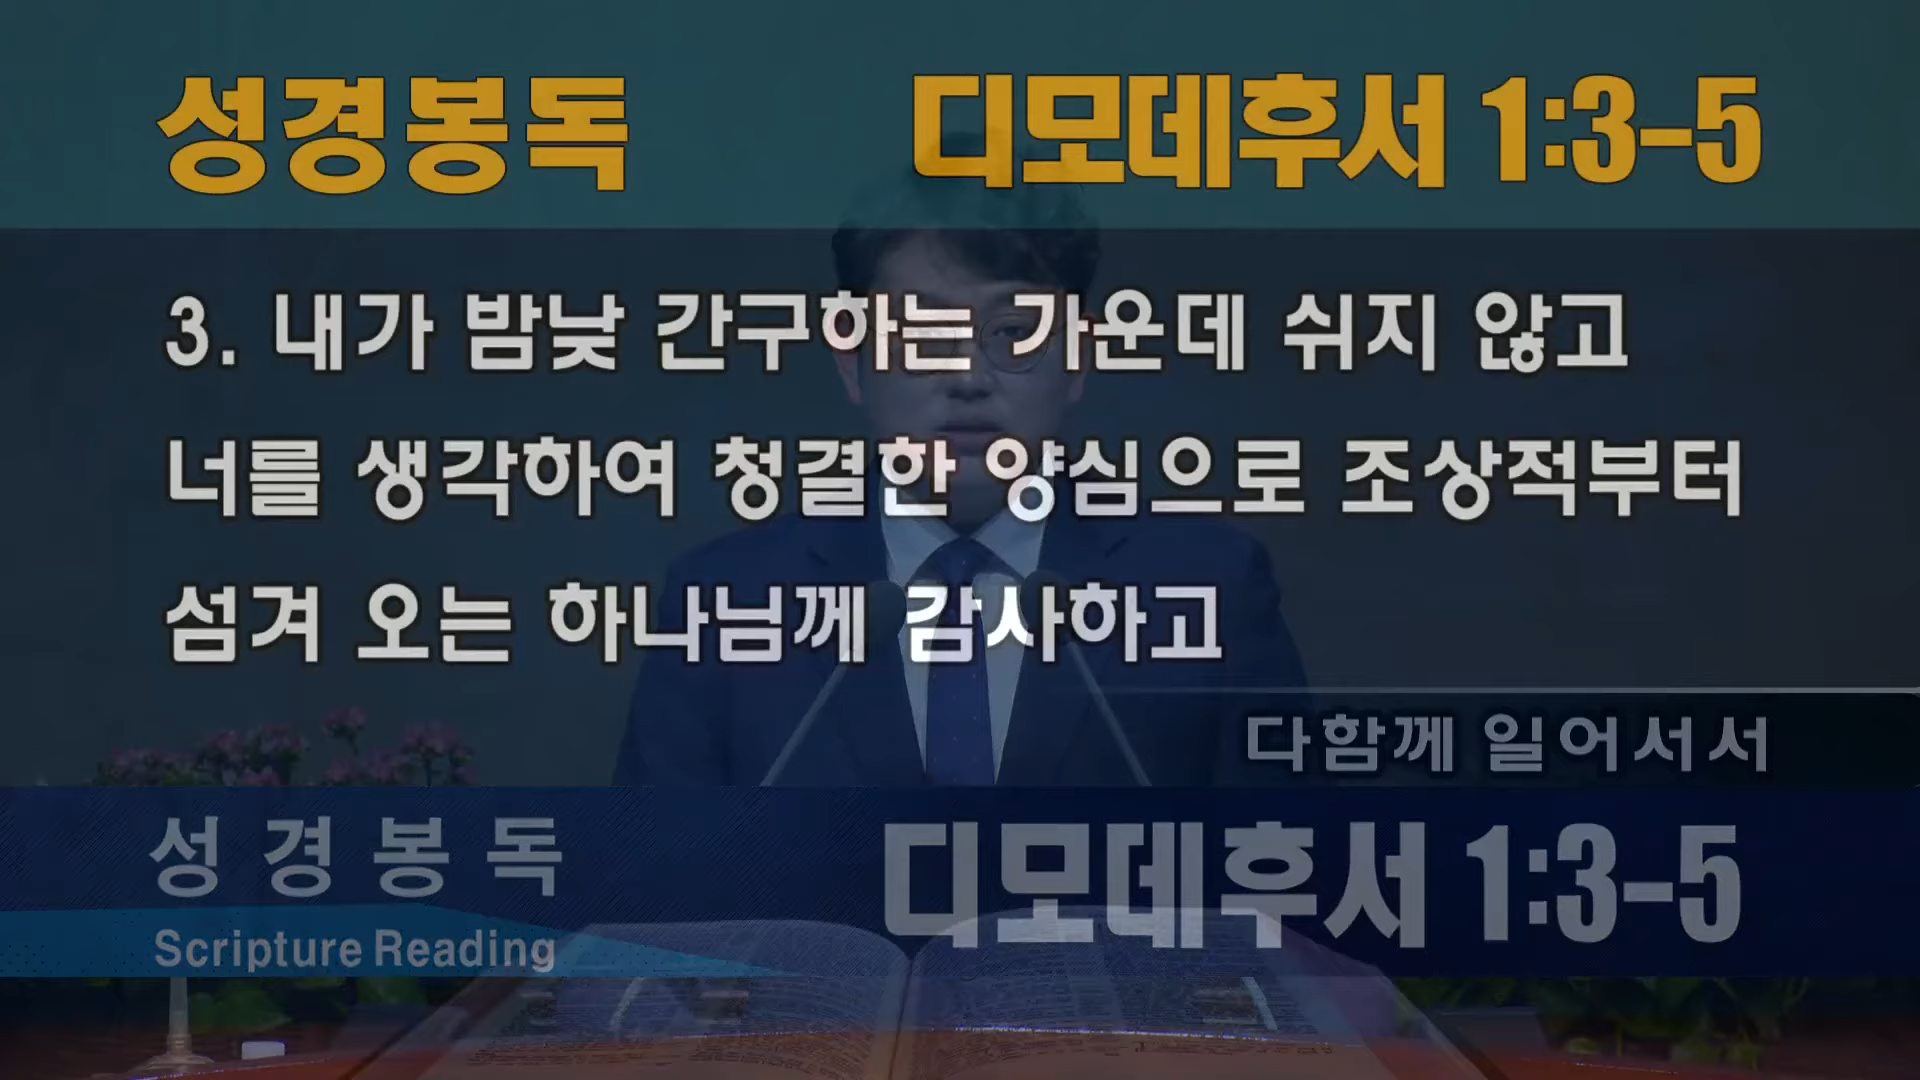 성경봉독 디모데후서 1:3-5
3. 내가 밤낮 간구하는 가운데 쉬지 않고
너를 생각하여 청결한 양심으로 조상적부터
섬겨 오는 하나님께 감사하고
다함께 일어서서
성경봉독 디모데후서 1:3-5
Scripture Reading